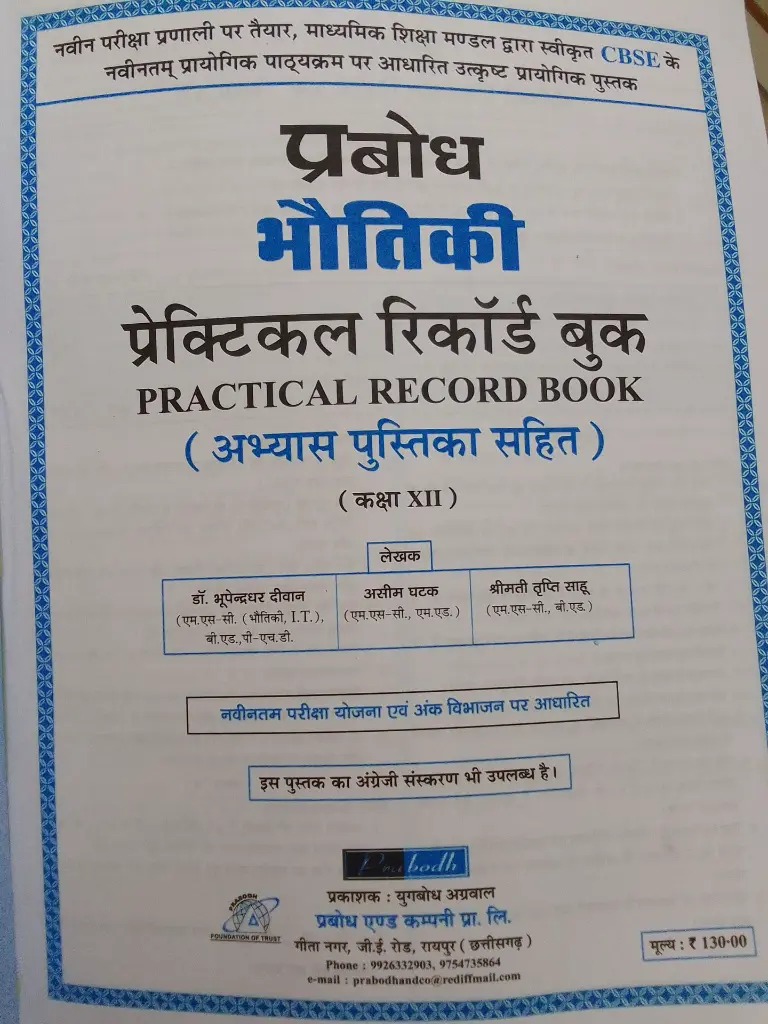 नवीन परीक्षा प्रणाली पर तैयार, माध्यमिक शिक्षा मण्डल द्वारा स्वीकृत CBSE के
नवीनतम् प्रायोगिक पाठ्यक्रम पर आधारित उत्कृष्ट प्रायोगिक पुस्तक
प्रबोध
भौतिकी
प्रेक्टिकल रिकॉर्ड बुक
PRACTICAL RECORD BOOK
( अभ्यास पुस्तिका सहित )
( कक्षा XII )
लेखक
डॉ. भूपेन्द्रधर दीवान
(एम.एस-सी. (भौतिकी, I.T.),
बी.एड.,पी-एच.डी.
असीम घटक
(एम.एस-सी., एम.एड.)
श्रीमती तृप्ति साहू
(एम.एस-सी., बी.एड.)
नवीनतम परीक्षा योजना एवं अंक विभाजन पर आधारित
इस पुस्तक का अंग्रेजी संस्करण भी उपलब्ध है।
Prabodh
PRABODH
FOUNDATION OF TRUST
प्रकाशक : युगबोध अग्रवाल
प्रबोध एण्ड कम्पनी प्रा. लि.
गीता नगर, जी.ई. रोड, रायपुर ( छत्तीसगढ़ )
Phone : 9926332903, 9754735864
e-mail : prabodhandco@rediffmail.com
मूल्य : ₹ 130-00